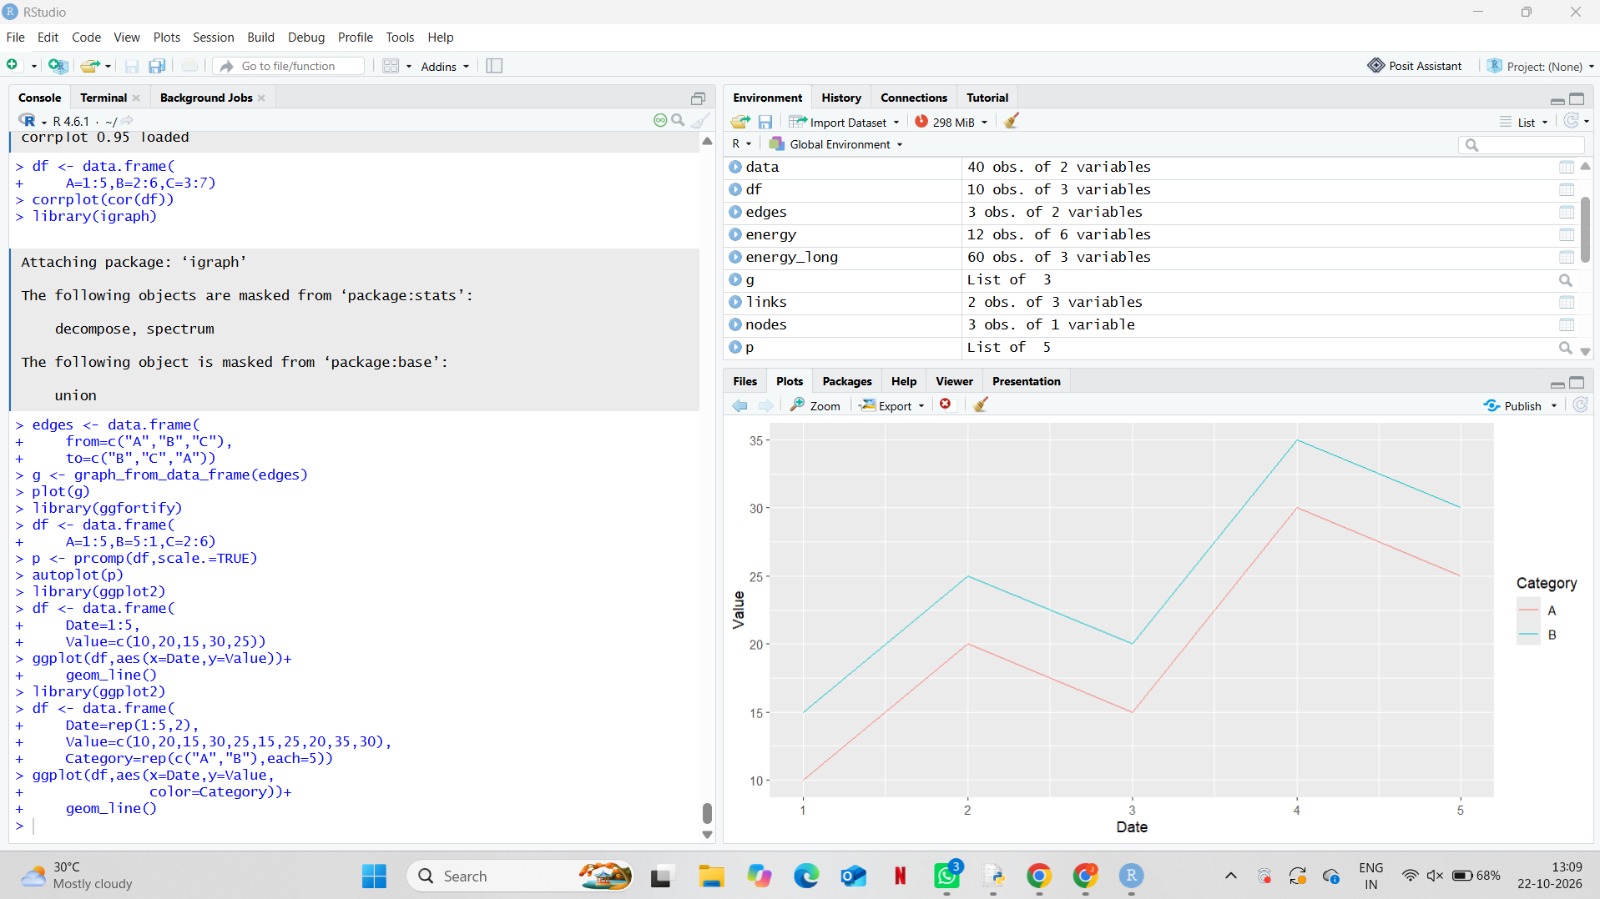 RStudio
File Edit Code View Plots Session Build Debug Profile Tools Help
Go to file/function Addins Posit Assistant Project: (None)
Console Terminal Background Jobs
R 4.6.1 · ~/
corrplot 0.95 loaded
> df <- data.frame(
+     A=1:5,B=2:6,C=3:7)
> corrplot(cor(df))
> library(igraph)
Attaching package: ‘igraph’
The following objects are masked from ‘package:stats’:
    decompose, spectrum
The following object is masked from ‘package:base’:
    union
> edges <- data.frame(
+     from=c("A","B","C"),
+     to=c("B","C","A"))
> g <- graph_from_data_frame(edges)
> plot(g)
> library(ggfortify)
> df <- data.frame(
+     A=1:5,B=5:1,C=2:6)
> p <- prcomp(df,scale.=TRUE)
> autoplot(p)
> library(ggplot2)
> df <- data.frame(
+     Date=1:5,
+     Value=c(10,20,15,30,25))
> ggplot(df,aes(x=Date,y=Value))+
+     geom_line()
> library(ggplot2)
> df <- data.frame(
+     Date=rep(1:5,2),
+     Value=c(10,20,15,30,25,15,25,20,35,30),
+     Category=rep(c("A","B"),each=5))
> ggplot(df,aes(x=Date,y=Value,
+               color=Category))+
+     geom_line()
>
Environment History Connections Tutorial
Import Dataset 298 MiB List
R Global Environment
data 40 obs. of 2 variables
df 10 obs. of 3 variables
edges 3 obs. of 2 variables
energy 12 obs. of 6 variables
energy_long 60 obs. of 3 variables
g List of 3
links 2 obs. of 3 variables
nodes 3 obs. of 1 variable
p List of 5
Files Plots Packages Help Viewer Presentation
Zoom Export Publish
35
30
25
20
15
10
Value
1 2 3 4 5
Date
Category
A
B
30°C
Mostly cloudy
Search
3
ENG
IN
68%
13:09
22-10-2026